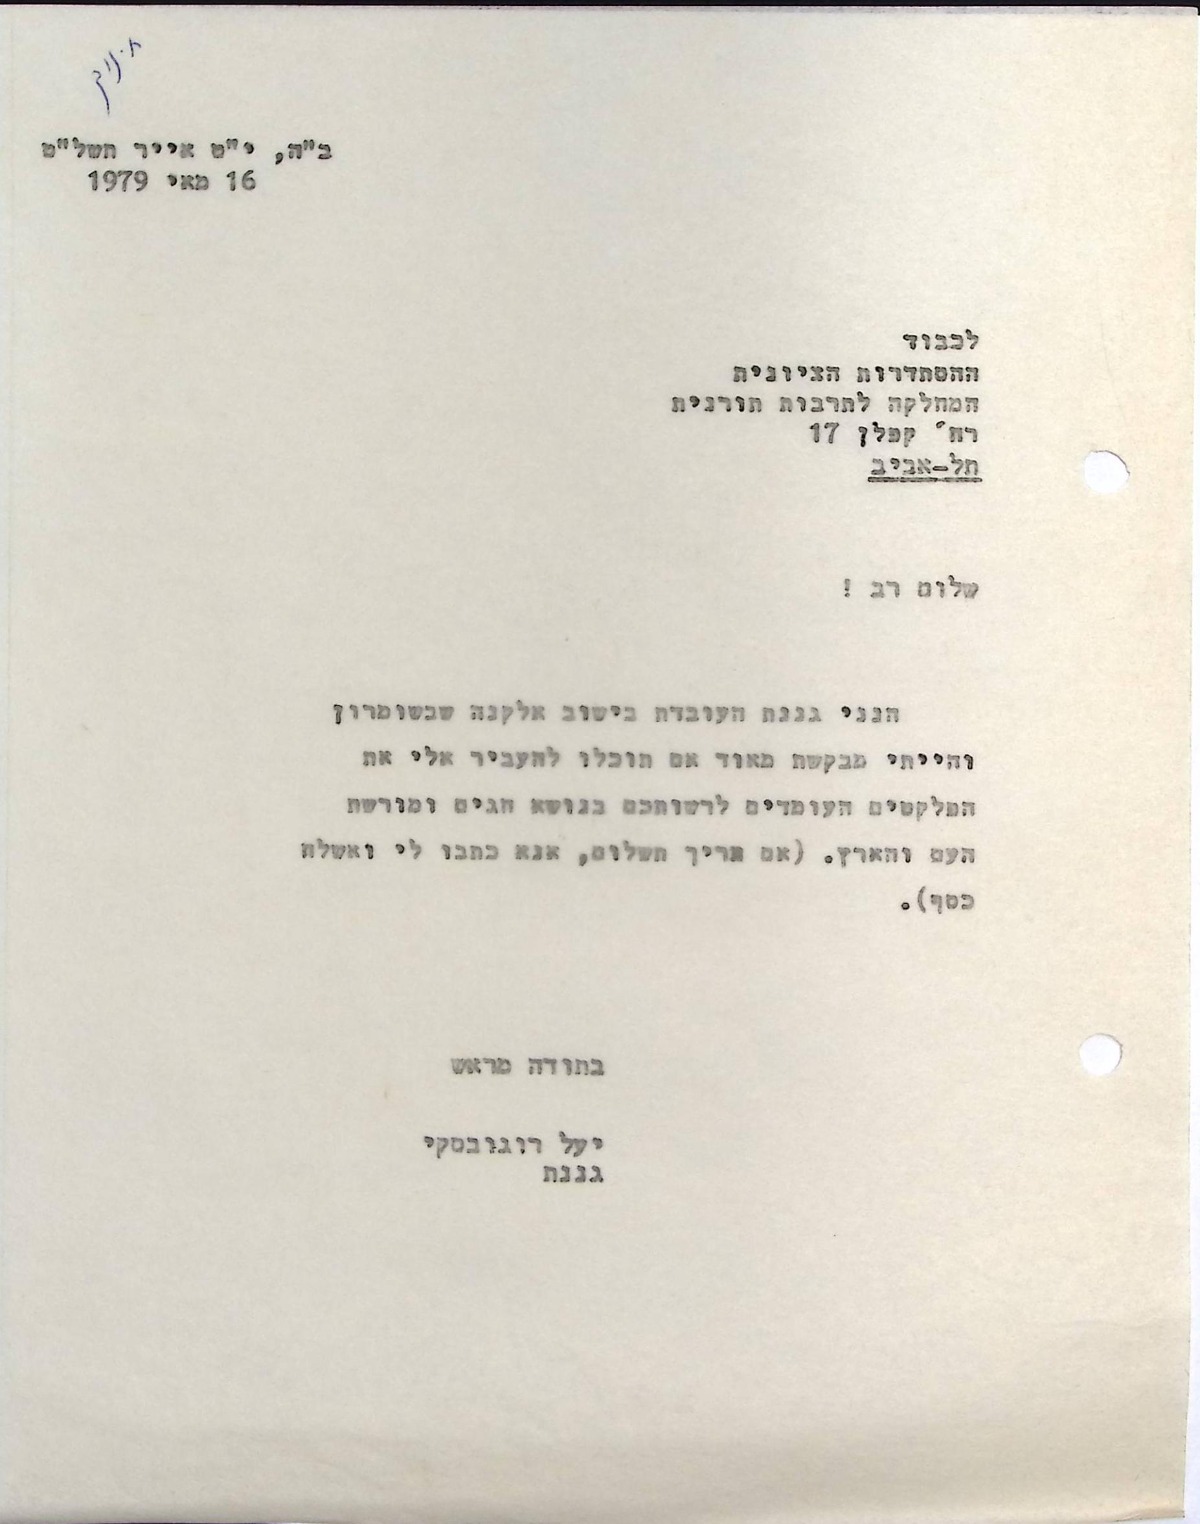 חינוך
ב"ה, י"ט אייר תשל"ט
16 מאי 1979
לכבוד
ההסתדרות הציונית
המחלקה לתרבות תורנית
רח' קפלן 17
תל-אביב
שלום רב !
הנני גננת העובדת בישוב אלקנה שבשומרון
והייתי מבקשת מאוד אם תוכלו להעביר אלי את
הפלקטים העומדים לרשותכם בנושא חגים ומורשת
העם והארץ. (אם צריך תשלום, אנא כתבו לי ואשלח
כסף).
בתודה מראש
יעל רוגובסקי
גננת